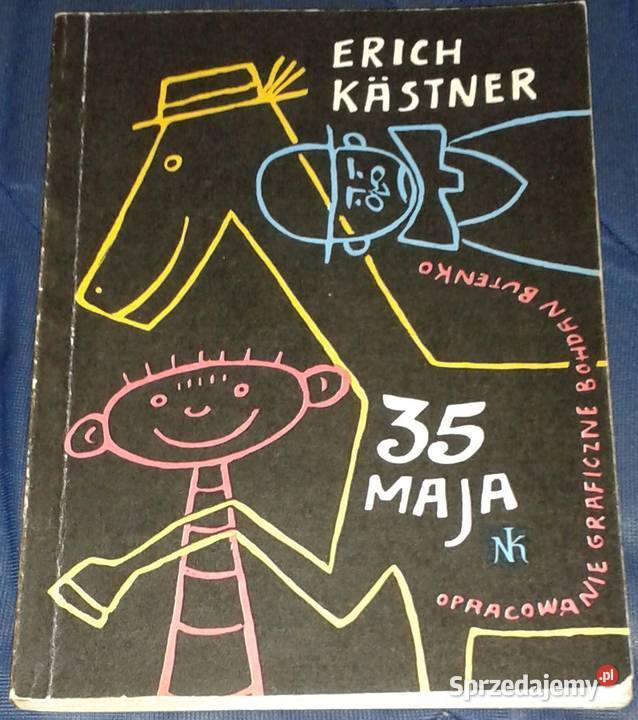 ERICH
KÄSTNER
35
MAJA
NK
OPRACOWANIE GRAFICZNE BOHDAN BUTENKO
Sprzedajemy.pl